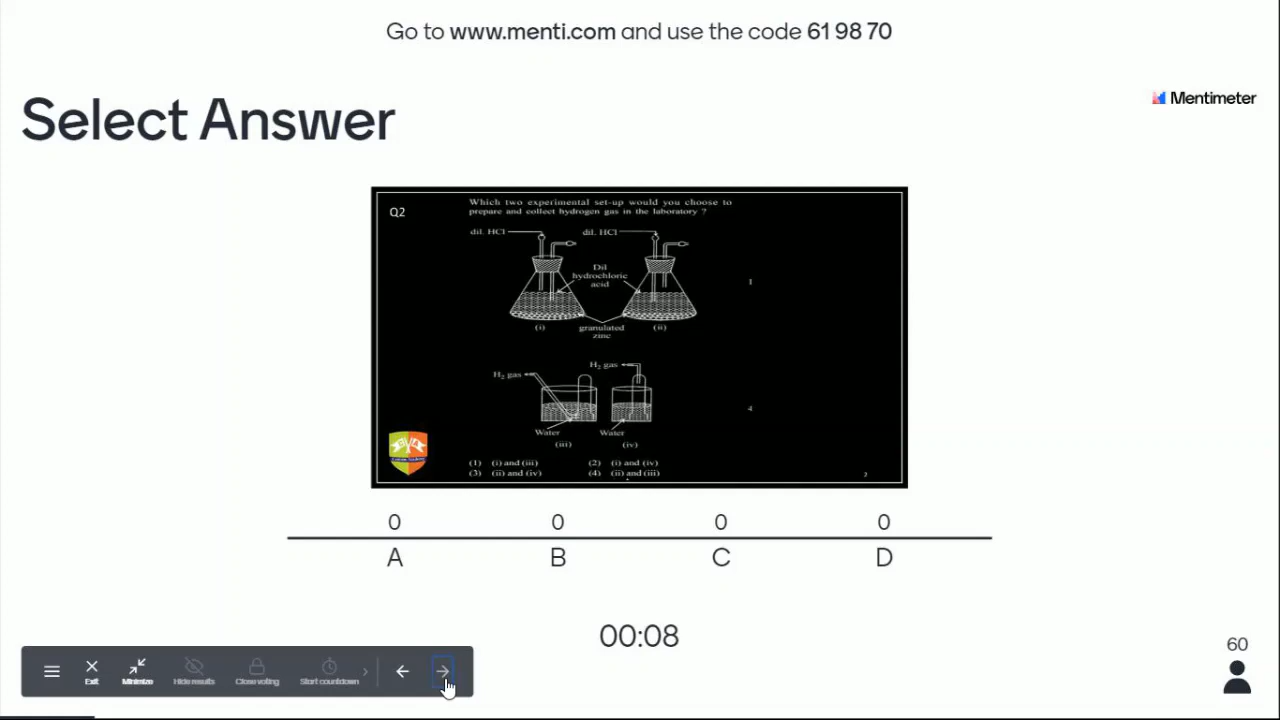 Go to www.menti.com and use the code 61 98 70
Select Answer
Mentimeter
Q2
Which two experimental set-up would you choose to
prepare and collect hydrogen gas in the laboratory ?
dil. HCl
dil. HCl
Dil
hydrochloric
acid
1
(i)
granulated
zinc
(ii)
H2 gas
H2 gas
4
Water
Water
(iii)
(iv)
(1) (i) and (iii)
(2) (i) and (iv)
(3) (ii) and (iv)
(4) (ii) and (iii)
2
0
0
0
0
A
B
C
D
00:08
60
Exit
Minimize
Hide results
Close voting
Start countdown